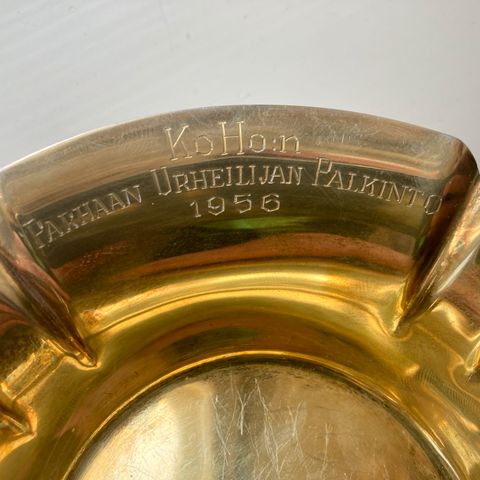 KoHo:n
PARHAAN URHEILIJAN PALKINTO
1956